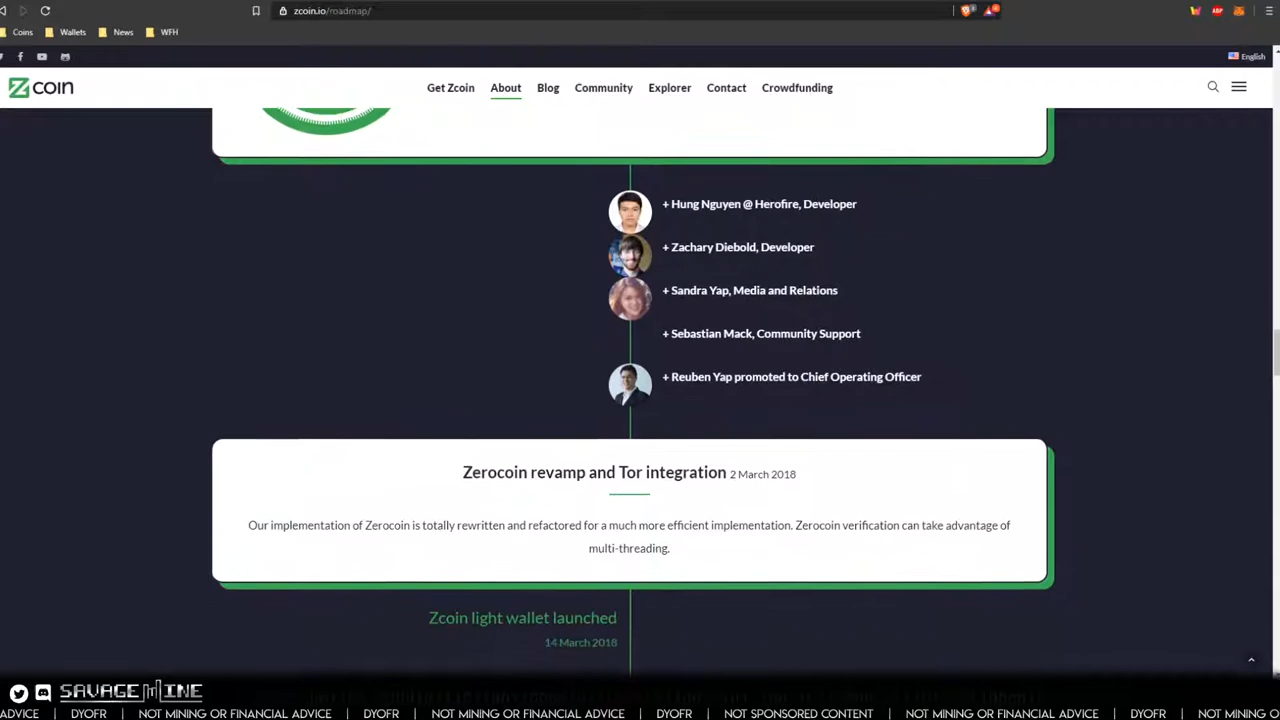 zcoin.io/roadmap/
Coins Wallets News WFH
English
Zcoin
Get Zcoin About Blog Community Explorer Contact Crowdfunding
+ Hung Nguyen @ Herofire, Developer
+ Zachary Diebold, Developer
+ Sandra Yap, Media and Relations
+ Sebastian Mack, Community Support
+ Reuben Yap promoted to Chief Operating Officer
Zerocoin revamp and Tor integration 2 March 2018
Our implementation of Zerocoin is totally rewritten and refactored for a much more efficient implementation. Zerocoin verification can take advantage of
multi-threading.
Zcoin light wallet launched
14 March 2018
SAVAGEMINE
ADVICE | DYOFR | NOT MINING OR FINANCIAL ADVICE | DYOFR | NOT MINING OR FINANCIAL ADVICE | DYOFR | NOT SPONSORED CONTENT | NOT MINING OR FINANCIAL ADVICE | DYOFR | NOT MINING O